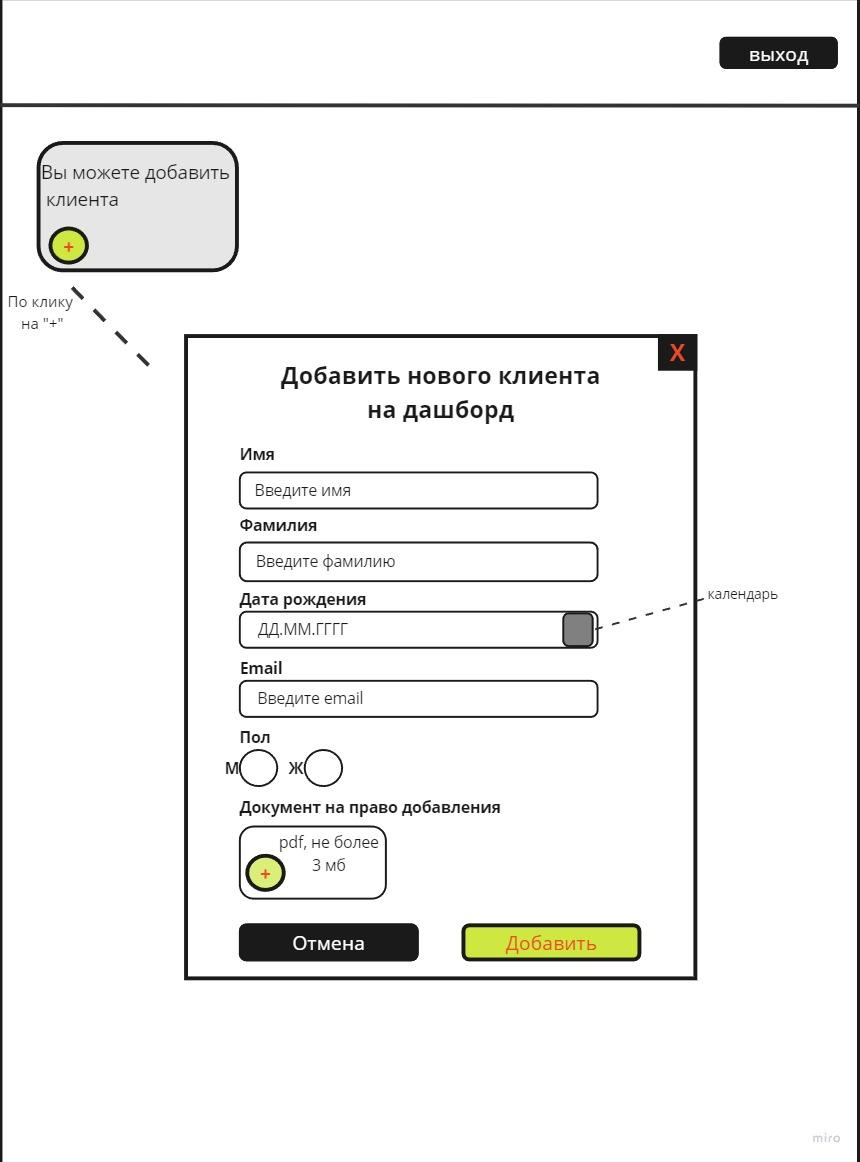 ВЫХОД
Вы можете добавить
клиента
+
По клику
на "+"
X
Добавить нового клиента
на дашборд
Имя
Введите имя
Фамилия
Введите фамилию
Дата рождения
ДД.ММ.ГГГГ
календарь
Email
Введите email
Пол
М Ж
Документ на право добавления
pdf, не более
3 мб
+
Отмена Добавить
miro